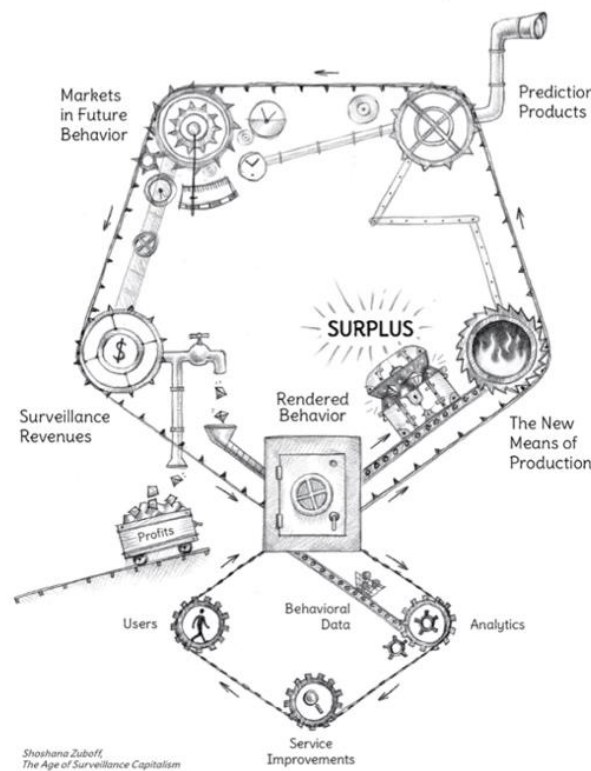 Markets
in Future
Behavior
Prediction
Products
SURPLUS
$
Rendered
Behavior
Surveillance
Revenues
The New
Means of
Production
Profits
Users
Behavioral
Data
Analytics
Service
Improvements
Shoshana Zuboff,
The Age of Surveillance Capitalism